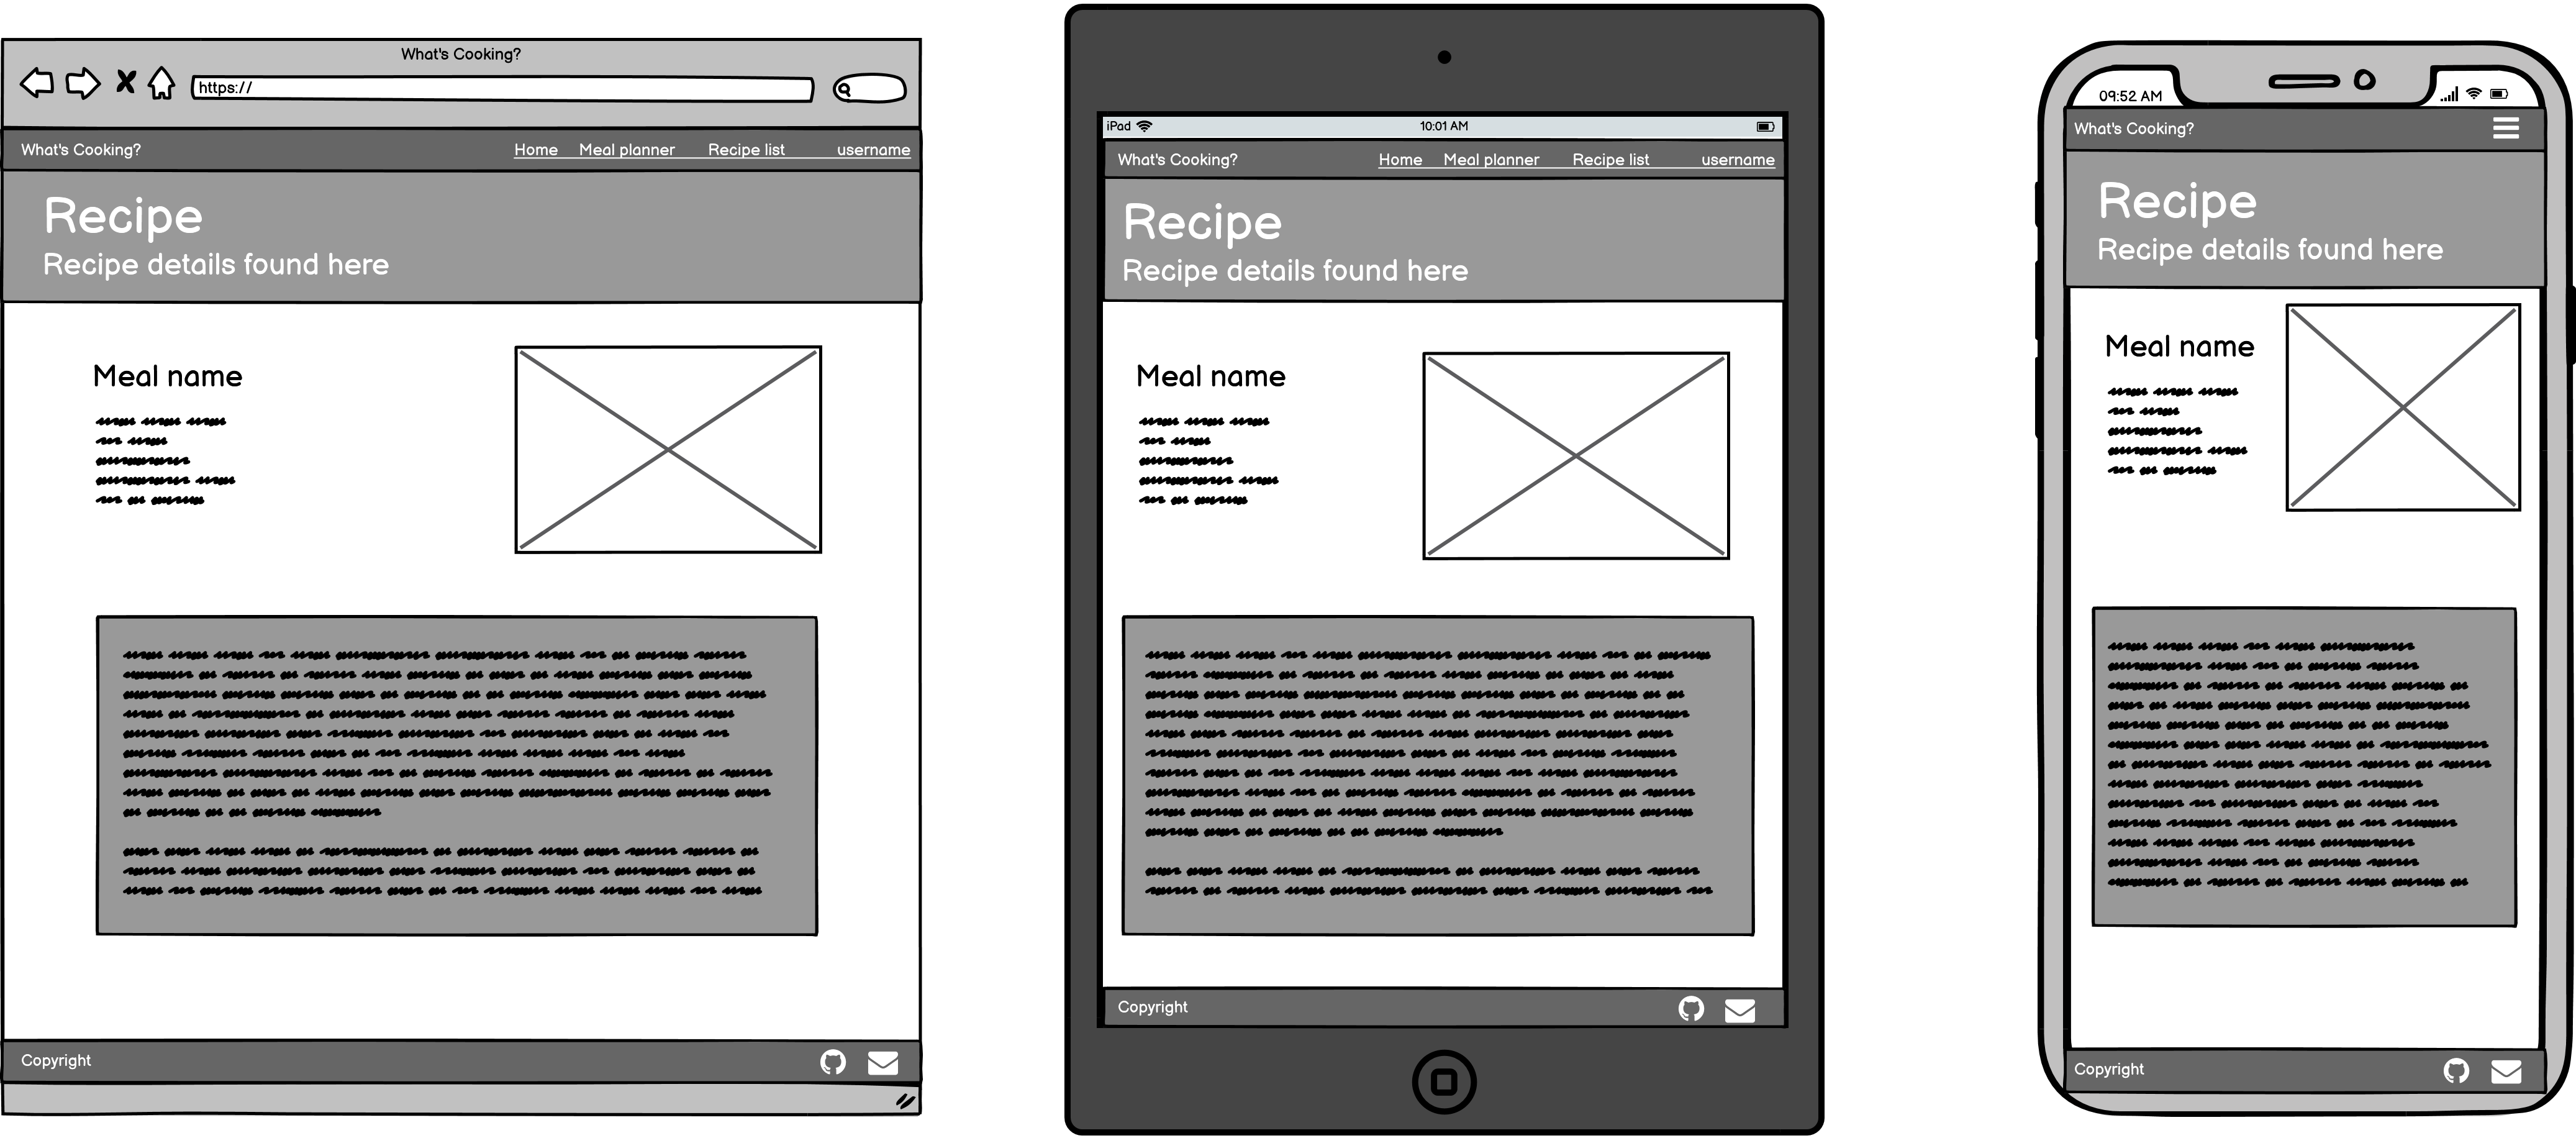 What's Cooking?
https://
What's Cooking? Home Meal planner Recipe list username
Recipe
Recipe details found here
Meal name
Copyright
iPad 10:01 AM
What's Cooking? Home Meal planner Recipe list username
Recipe
Recipe details found here
Meal name
Copyright
09:52 AM
What's Cooking?
Recipe
Recipe details found here
Meal name
Copyright